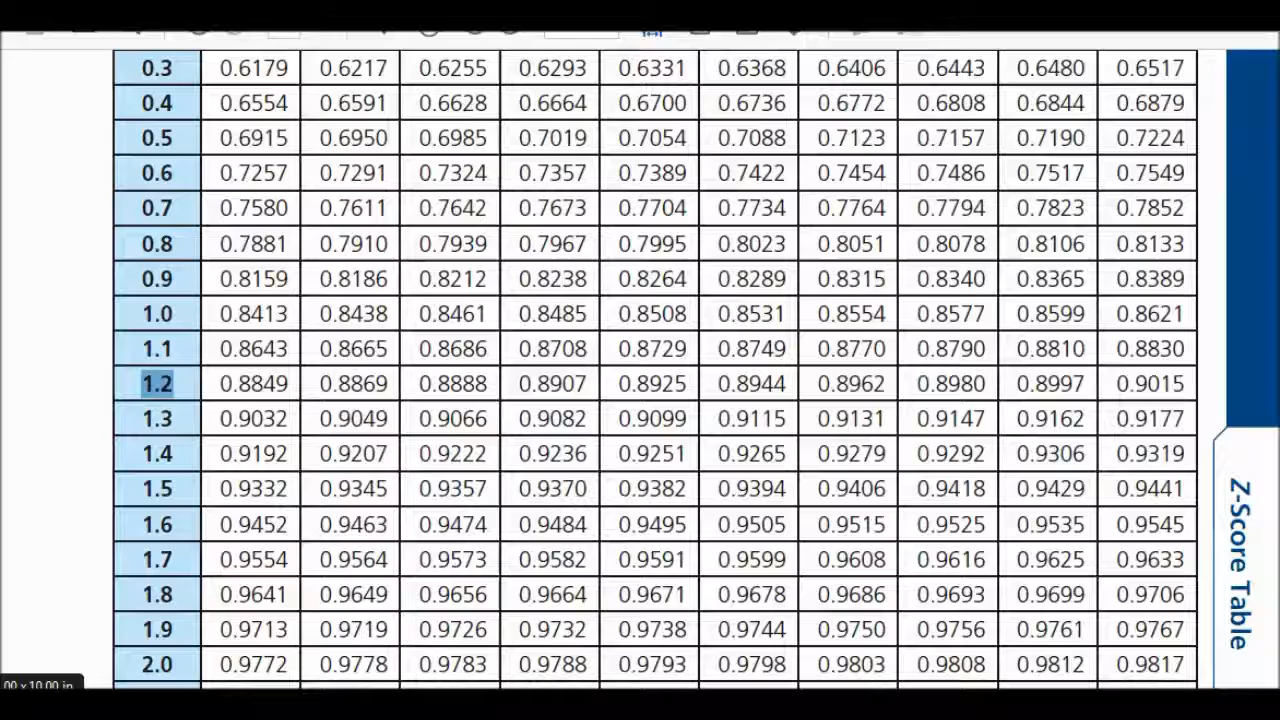 0.3 0.6179 0.6217 0.6255 0.6293 0.6331 0.6368 0.6406 0.6443 0.6480 0.6517
0.4 0.6554 0.6591 0.6628 0.6664 0.6700 0.6736 0.6772 0.6808 0.6844 0.6879
0.5 0.6915 0.6950 0.6985 0.7019 0.7054 0.7088 0.7123 0.7157 0.7190 0.7224
0.6 0.7257 0.7291 0.7324 0.7357 0.7389 0.7422 0.7454 0.7486 0.7517 0.7549
0.7 0.7580 0.7611 0.7642 0.7673 0.7704 0.7734 0.7764 0.7794 0.7823 0.7852
0.8 0.7881 0.7910 0.7939 0.7967 0.7995 0.8023 0.8051 0.8078 0.8106 0.8133
0.9 0.8159 0.8186 0.8212 0.8238 0.8264 0.8289 0.8315 0.8340 0.8365 0.8389
1.0 0.8413 0.8438 0.8461 0.8485 0.8508 0.8531 0.8554 0.8577 0.8599 0.8621
1.1 0.8643 0.8665 0.8686 0.8708 0.8729 0.8749 0.8770 0.8790 0.8810 0.8830
1.2 0.8849 0.8869 0.8888 0.8907 0.8925 0.8944 0.8962 0.8980 0.8997 0.9015
1.3 0.9032 0.9049 0.9066 0.9082 0.9099 0.9115 0.9131 0.9147 0.9162 0.9177
1.4 0.9192 0.9207 0.9222 0.9236 0.9251 0.9265 0.9279 0.9292 0.9306 0.9319
1.5 0.9332 0.9345 0.9357 0.9370 0.9382 0.9394 0.9406 0.9418 0.9429 0.9441
1.6 0.9452 0.9463 0.9474 0.9484 0.9495 0.9505 0.9515 0.9525 0.9535 0.9545
1.7 0.9554 0.9564 0.9573 0.9582 0.9591 0.9599 0.9608 0.9616 0.9625 0.9633
1.8 0.9641 0.9649 0.9656 0.9664 0.9671 0.9678 0.9686 0.9693 0.9699 0.9706
1.9 0.9713 0.9719 0.9726 0.9732 0.9738 0.9744 0.9750 0.9756 0.9761 0.9767
2.0 0.9772 0.9778 0.9783 0.9788 0.9793 0.9798 0.9803 0.9808 0.9812 0.9817
Z-Score Table
00 x 10.00 in